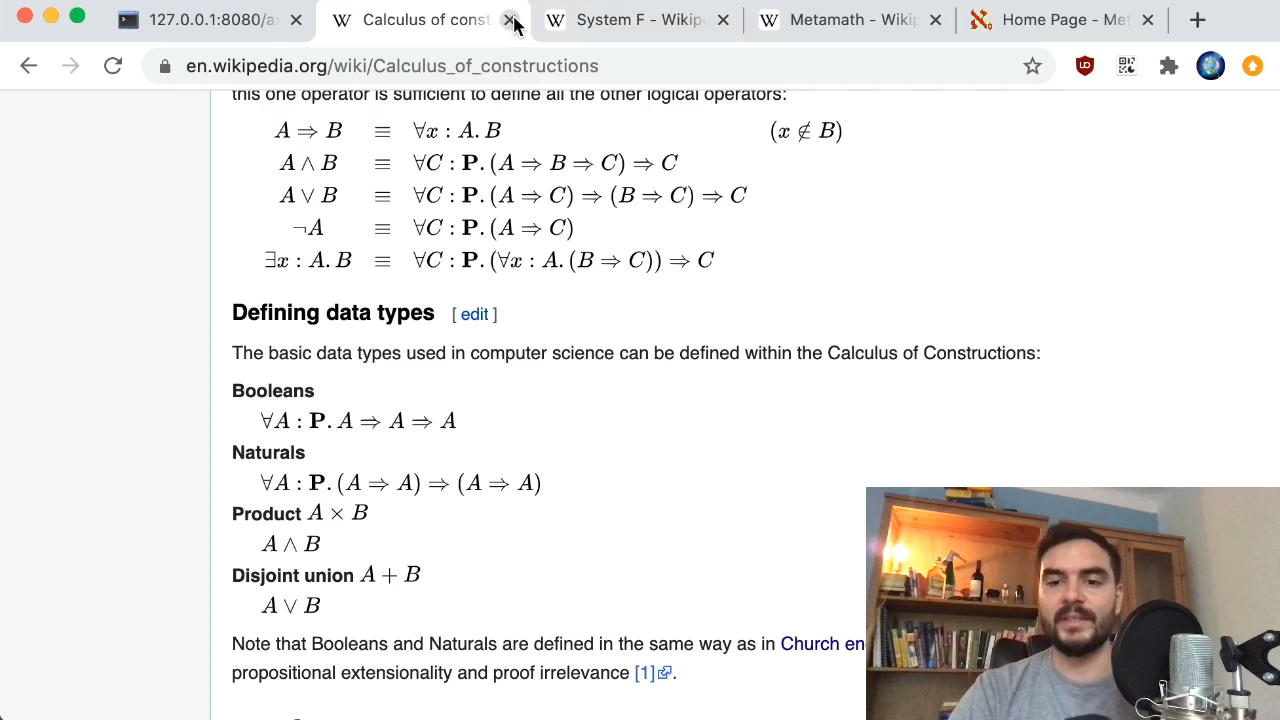 127.0.0.1:8080/a
Calculus of const
System F - Wikip
Metamath - Wikip
Home Page - Met
en.wikipedia.org/wiki/Calculus_of_constructions
this one operator is sufficient to define all the other logical operators:
A ⇒ B ≡ ∀x : A. B (x ∉ B)
A ∧ B ≡ ∀C : P. (A ⇒ B ⇒ C) ⇒ C
A ∨ B ≡ ∀C : P. (A ⇒ C) ⇒ (B ⇒ C) ⇒ C
¬A ≡ ∀C : P. (A ⇒ C)
∃x : A. B ≡ ∀C : P. (∀x : A. (B ⇒ C)) ⇒ C
Defining data types [ edit ]
The basic data types used in computer science can be defined within the Calculus of Constructions:
Booleans
∀A : P. A ⇒ A ⇒ A
Naturals
∀A : P. (A ⇒ A) ⇒ (A ⇒ A)
Product A × B
A ∧ B
Disjoint union A + B
A ∨ B
Note that Booleans and Naturals are defined in the same way as in Church en
propositional extensionality and proof irrelevance [1].